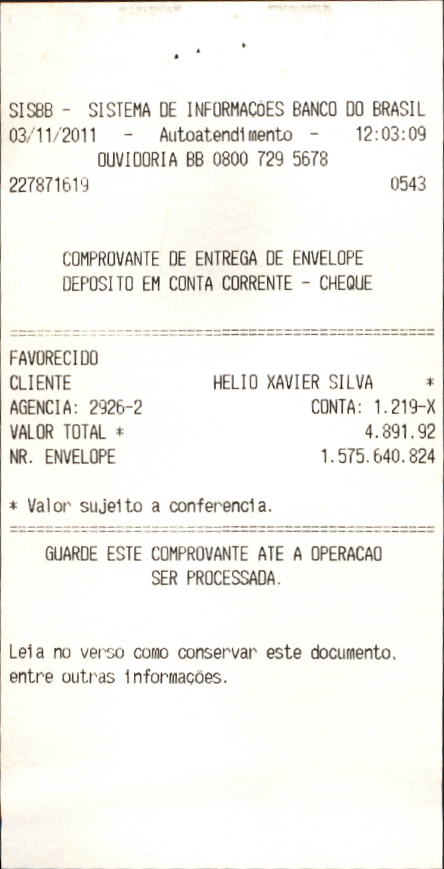 SISBB - SISTEMA DE INFORMAÇÕES BANCO DO BRASIL
03/11/2011 - Autoatendimento - 12:03:09
OUVIDORIA BB 0800 729 5678
227871619 0543
COMPROVANTE DE ENTREGA DE ENVELOPE
DEPOSITO EM CONTA CORRENTE - CHEQUE
================================================
FAVORECIDO
CLIENTE HELIO XAVIER SILVA *
AGENCIA: 2926-2 CONTA: 1.219-X
VALOR TOTAL * 4.891,92
NR. ENVELOPE 1.575.640.824
* Valor sujeito a conferencia.
================================================
GUARDE ESTE COMPROVANTE ATE A OPERACAO
SER PROCESSADA.
Leia no verso como conservar este documento,
entre outras informações.